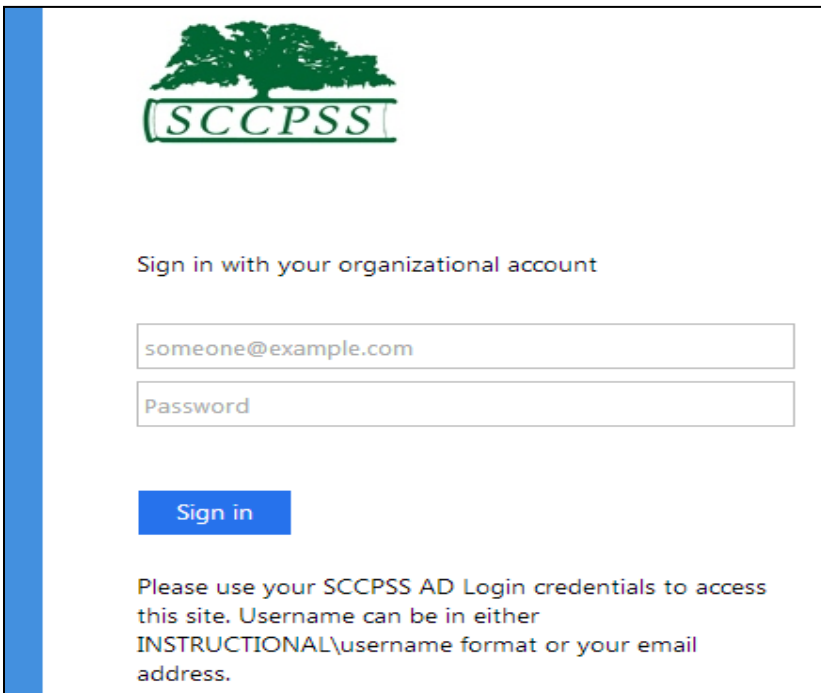 SCCPSS
Sign in with your organizational account
someone@example.com
Password
Sign in
Please use your SCCPSS AD Login credentials to access
this site. Username can be in either
INSTRUCTIONAL\username format or your email
address.